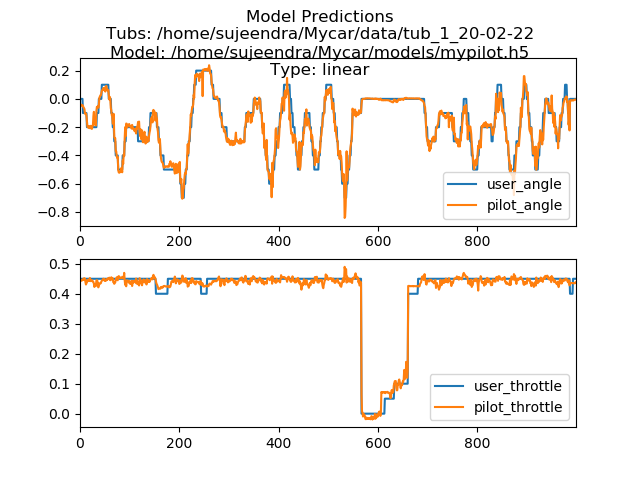 Model Predictions
Tubs: /home/sujeendra/Mycar/data/tub_1_20-02-22
Model: /home/sujeendra/Mycar/models/mypilot.h5
Type: linear
0.2
0.0
−0.2
−0.4
−0.6
−0.8
user_angle
pilot_angle
0 200 400 600 800
0.5
0.4
0.3
0.2
0.1
0.0
user_throttle
pilot_throttle
0 200 400 600 800